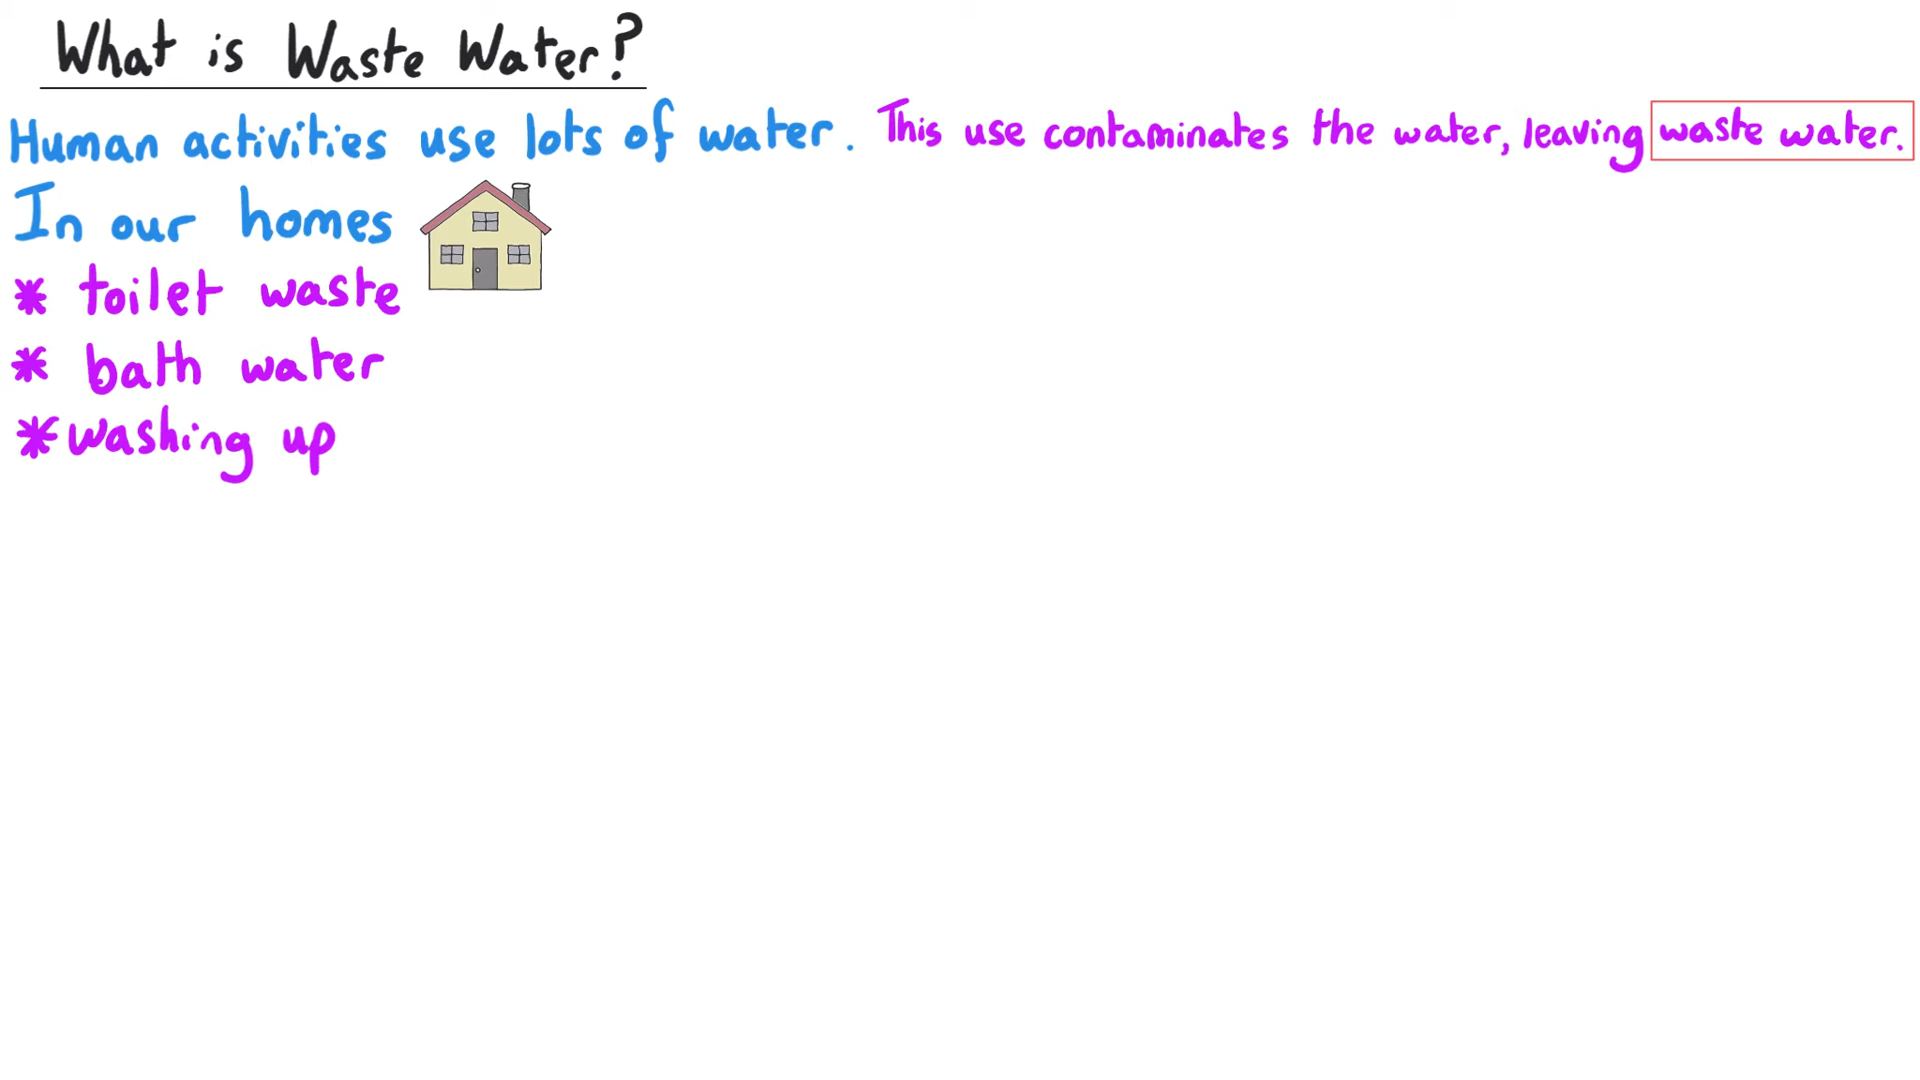 What is Waste Water?
Human activities use lots of water. This use contaminates the water, leaving waste water.
In our homes
* toilet waste
* bath water
* washing up